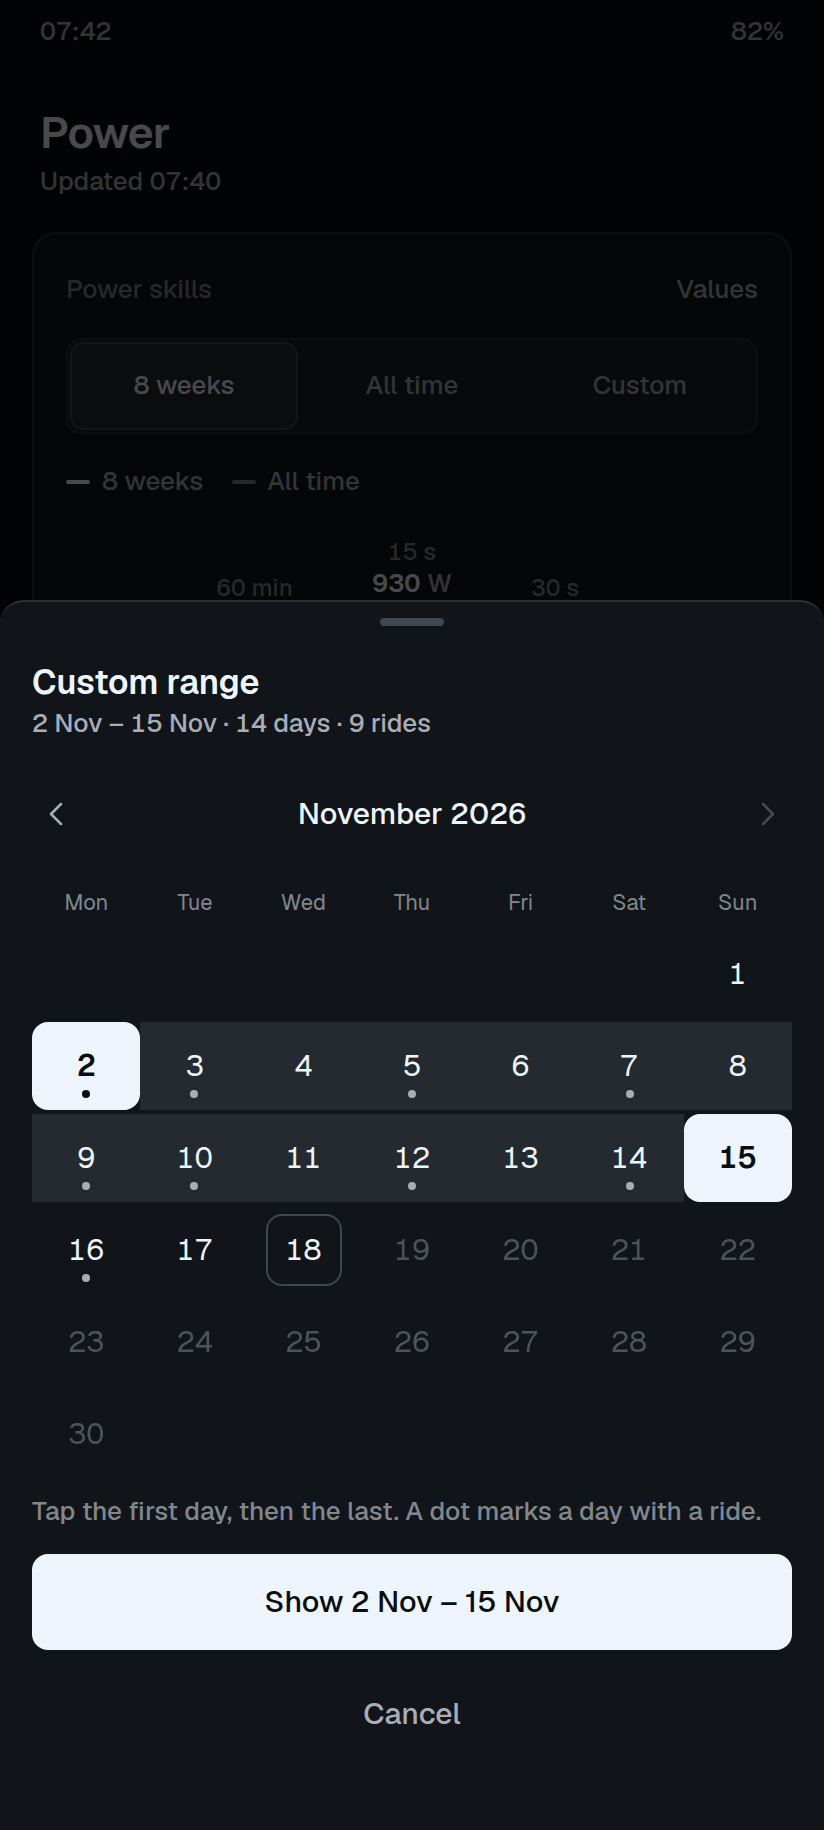 07:42 82%
Power
Updated 07:40
Power skills Values
8 weeks All time Custom
8 weeks All time
15 s
60 min 930 W 30 s
Custom range
2 Nov – 15 Nov · 14 days · 9 rides
November 2026
Mon Tue Wed Thu Fri Sat Sun
1
2 3 4 5 6 7 8
9 10 11 12 13 14 15
16 17 18 19 20 21 22
23 24 25 26 27 28 29
30
Tap the first day, then the last. A dot marks a day with a ride.
Show 2 Nov – 15 Nov
Cancel